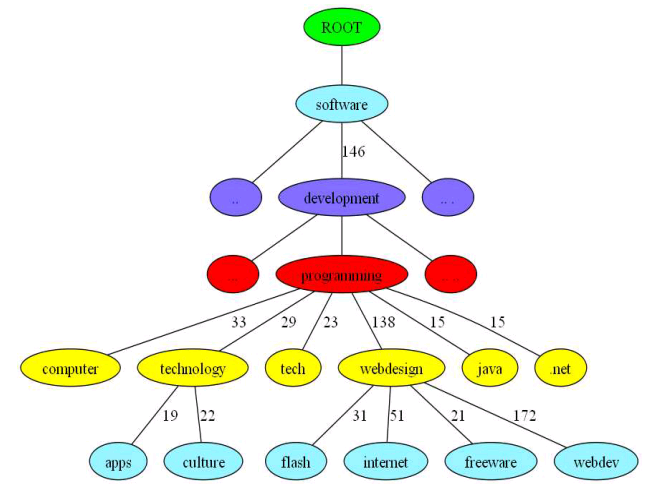 ROOT
software
146
.. development .. .
.. programming .. ..
33 29 23 138 15 15
computer technology tech webdesign java .net
19 22 31 51 21 172
apps culture flash internet freeware webdev